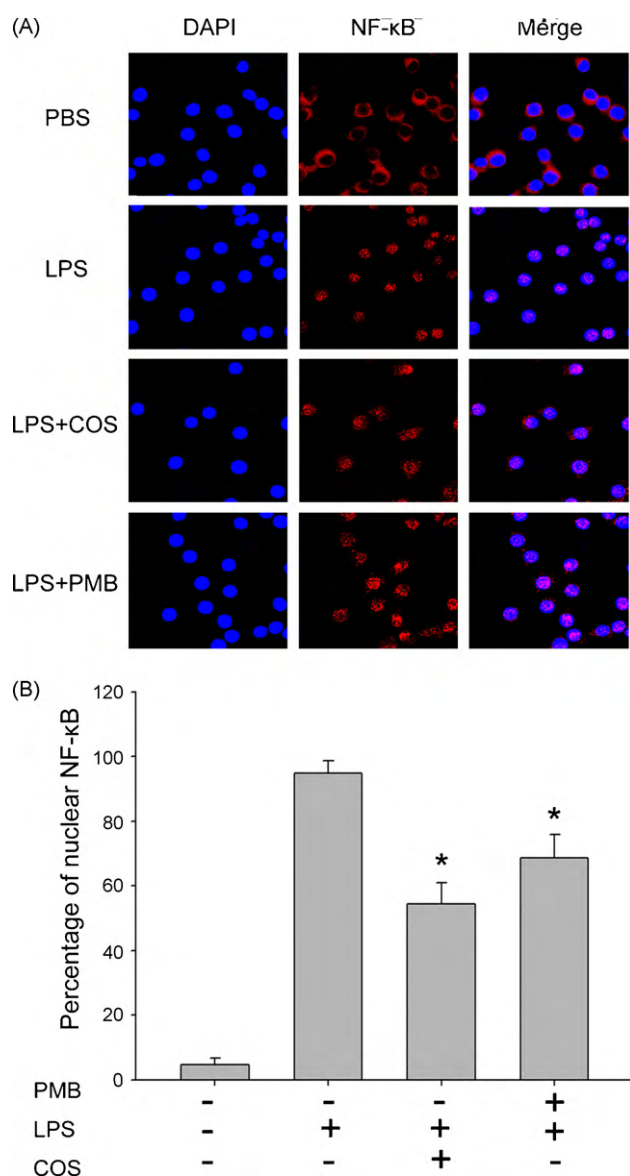 (A) DAPI NF-κB Merge
PBS
LPS
LPS+COS
LPS+PMB
(B)
Percentage of nuclear NF-κB
120
100
80
60
40
20
0
* *
PMB - - - +
LPS - + + +
COS - - + -